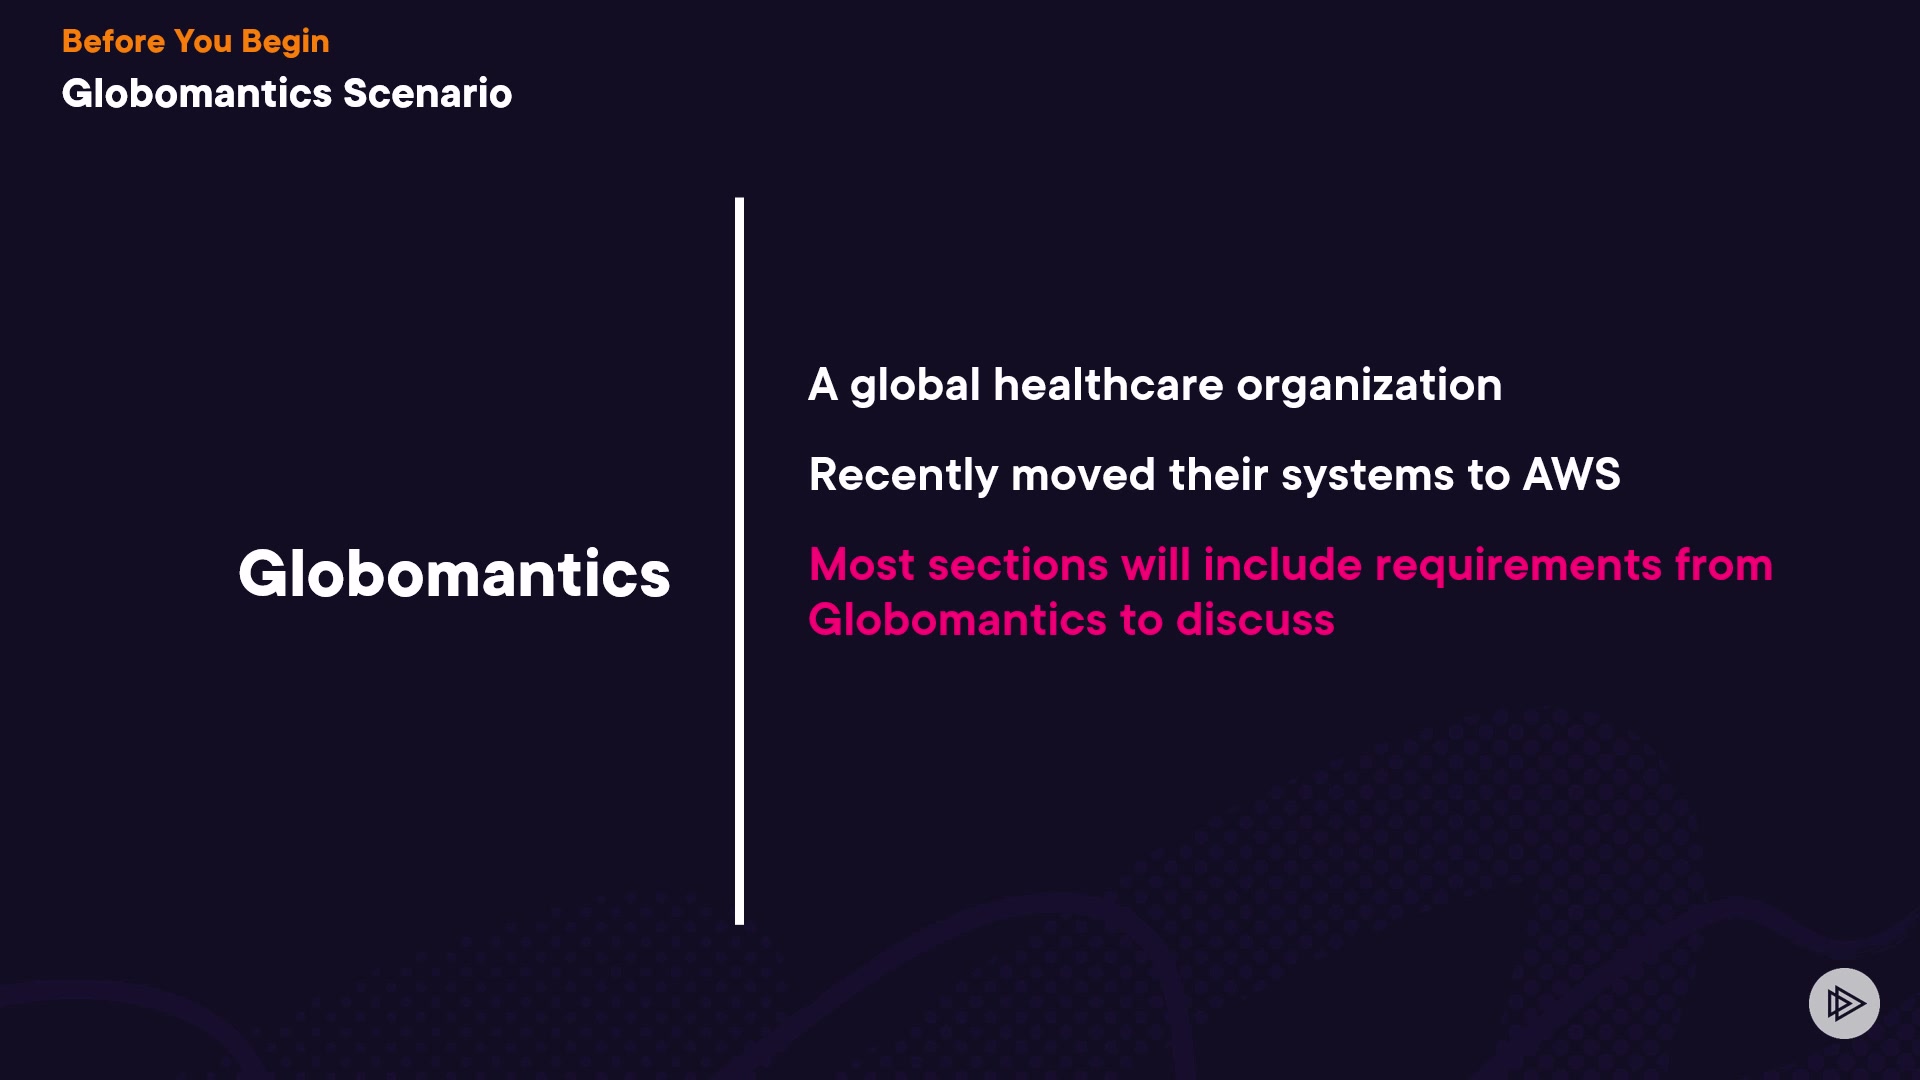 Before You Begin
Globomantics Scenario
Globomantics
A global healthcare organization
Recently moved their systems to AWS
Most sections will include requirements from
Globomantics to discuss